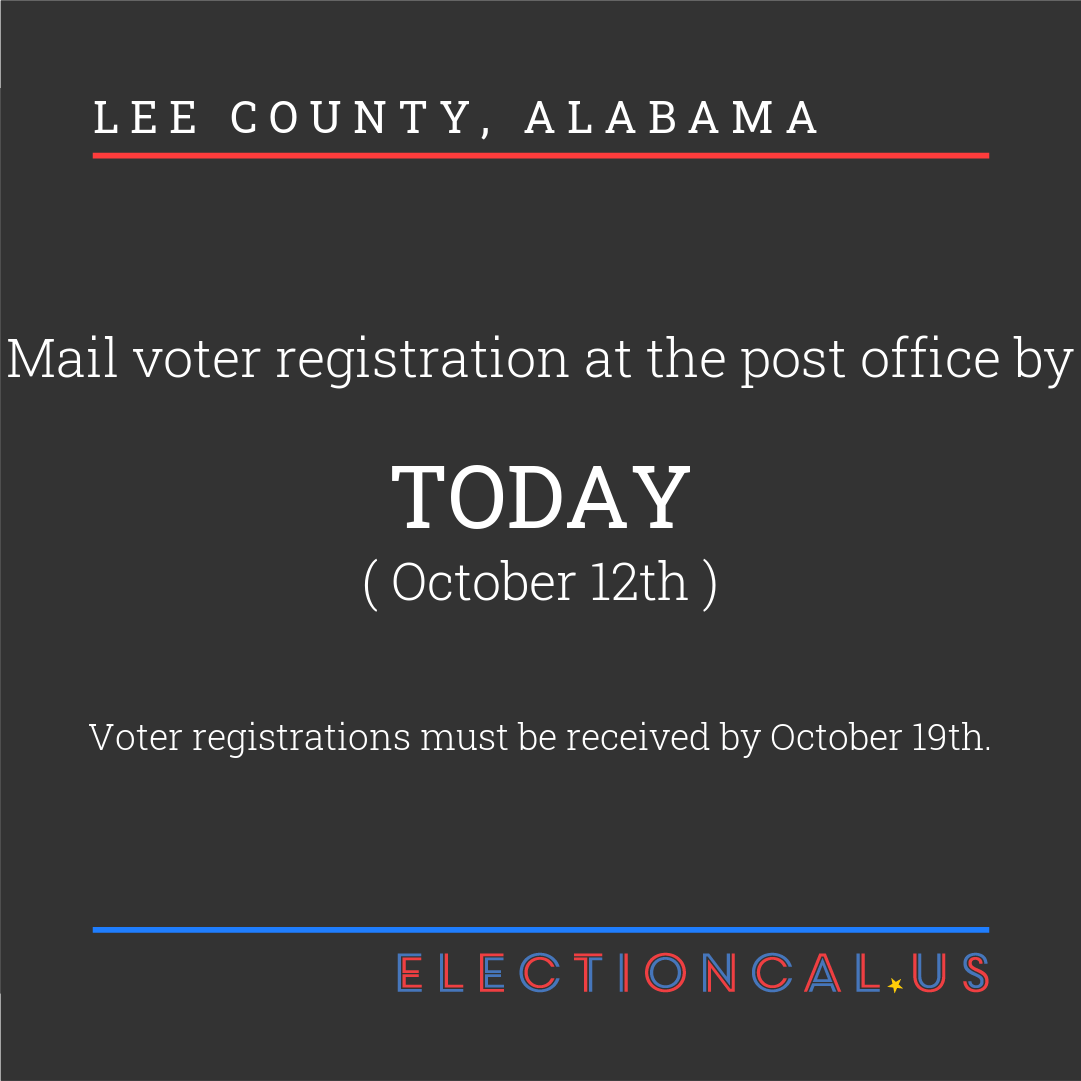 LEE COUNTY, ALABAMA
Mail voter registration at the post office by
TODAY
( October 12th )
Voter registrations must be received by October 19th.
ELECTIONCAL.US